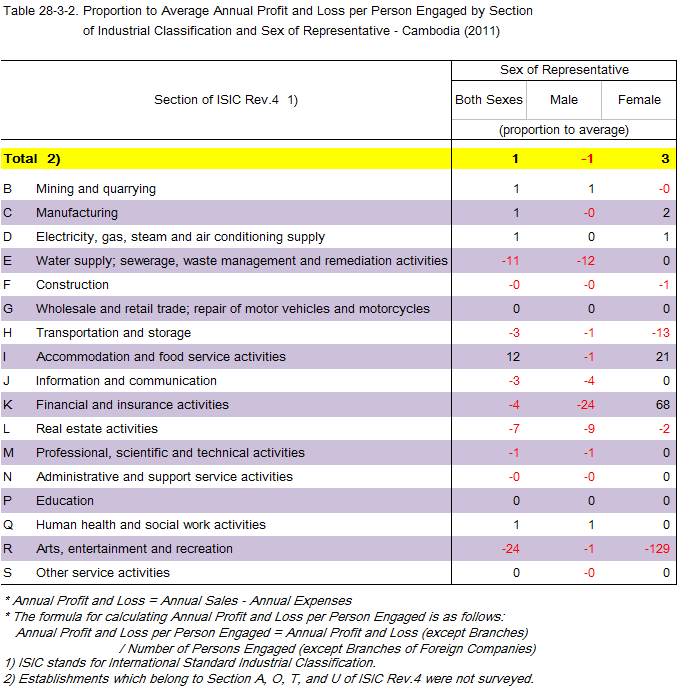 Table 28-3-2. Proportion to Average Annual Profit and Loss per Person Engaged by Section
of Industrial Classification and Sex of Representative - Cambodia (2011)
Section of ISIC Rev.4 1) Sex of Representative
Both Sexes Male Female
(proportion to average)
Total 2) 1 -1 3
B Mining and quarrying 1 1 -0
C Manufacturing 1 -0 2
D Electricity, gas, steam and air conditioning supply 1 0 1
E Water supply; sewerage, waste management and remediation activities -11 -12 0
F Construction -0 -0 -1
G Wholesale and retail trade; repair of motor vehicles and motorcycles 0 0 0
H Transportation and storage -3 -1 -13
I Accommodation and food service activities 12 -1 21
J Information and communication -3 -4 0
K Financial and insurance activities -4 -24 68
L Real estate activities -7 -9 -2
M Professional, scientific and technical activities -1 -1 0
N Administrative and support service activities -0 -0 0
P Education 0 0 0
Q Human health and social work activities 1 1 0
R Arts, entertainment and recreation -24 -1 -129
S Other service activities 0 -0 0
* Annual Profit and Loss = Annual Sales - Annual Expenses
* The formula for calculating Annual Profit and Loss per Person Engaged is as follows:
Annual Profit and Loss per Person Engaged = Annual Profit and Loss (except Branches)
/ Number of Persons Engaged (except Branches of Foreign Companies)
1) ISIC stands for International Standard Industrial Classification.
2) Establishments which belong to Section A, O, T, and U of ISIC Rev.4 were not surveyed.